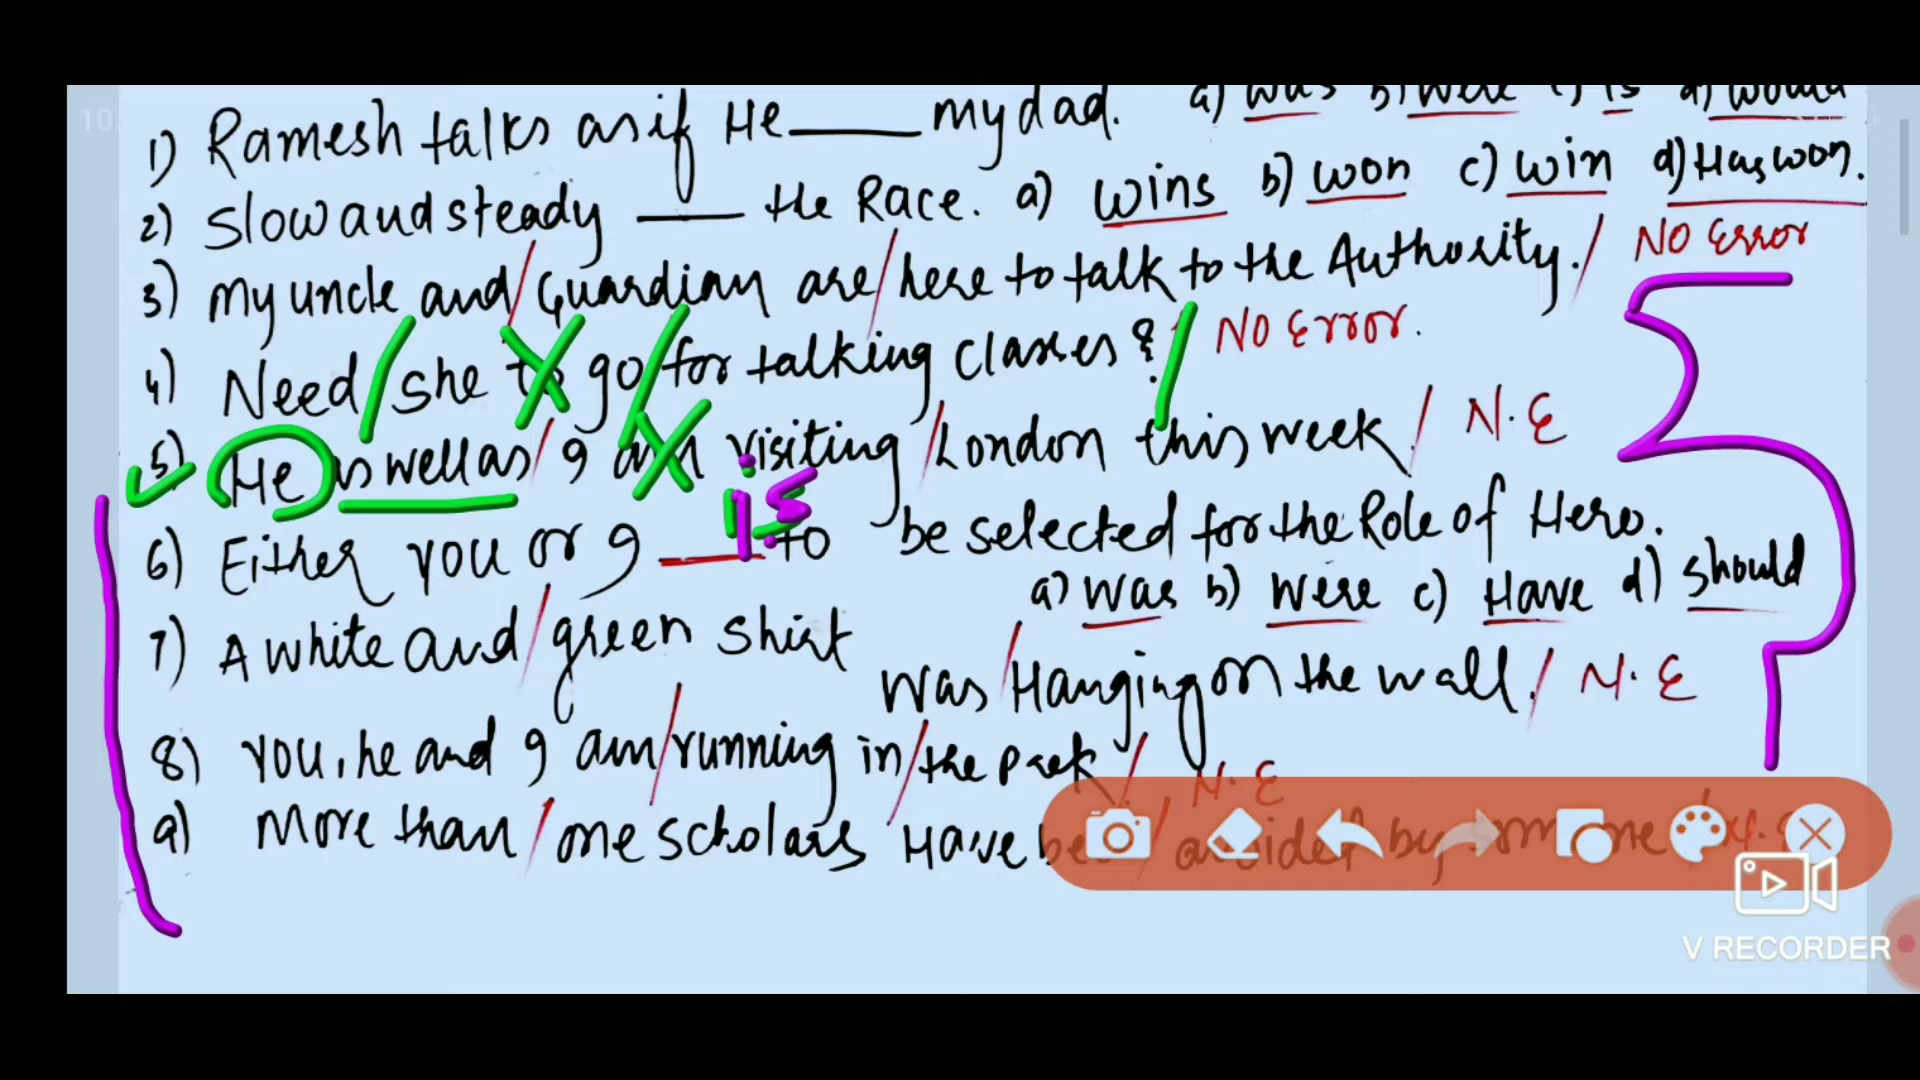 1) Ramesh talks as if He ____ my dad. a) was b) were c) is d) would
2) Slow and steady ____ the Race. a) wins b) won c) win d) Has won.
3) My uncle and / Guardian are / here to talk to the Authority. / No Error
4) Need / she to go / for talking classes? / No Error.
5) He as well as / I am visiting / London this week / N.E
is
6) Either you or I ____ to be selected for the Role of Hero.
a) Was b) Were c) Have d) should
7) A white and / green shirt was / Hanging on the wall. / N.E
8) You, he and I am / running in / the park / N.E
9) More than / one scholars Have been / avoided by someone
V RECORDER